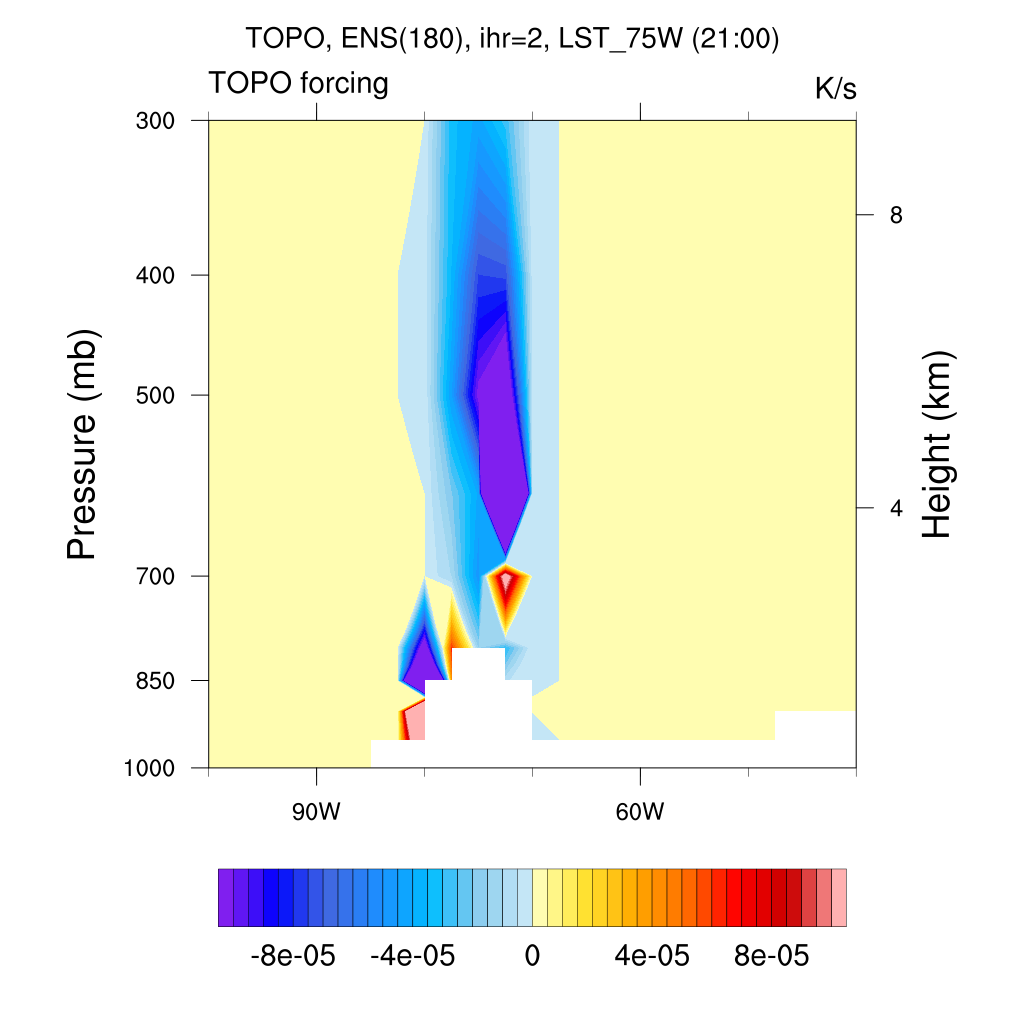 TOPO, ENS(180), ihr=2, LST_75W (21:00)
TOPO forcing K/s
300
400
500
700
850
1000
Pressure (mb)
8
4
Height (km)
90W 60W
-8e-05 -4e-05 0 4e-05 8e-05